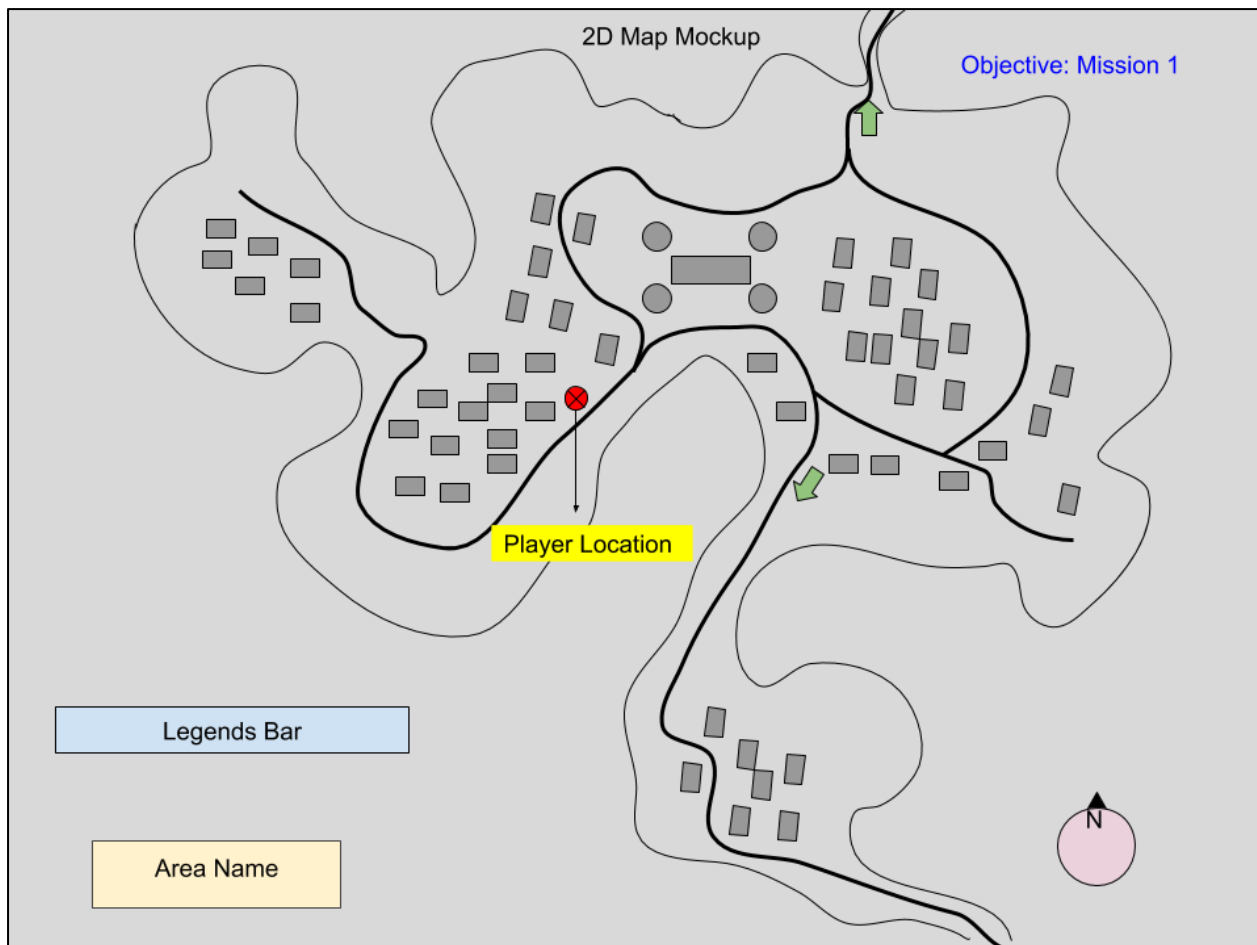 2D Map Mockup
Objective: Mission 1
Player Location
Legends Bar
Area Name
N